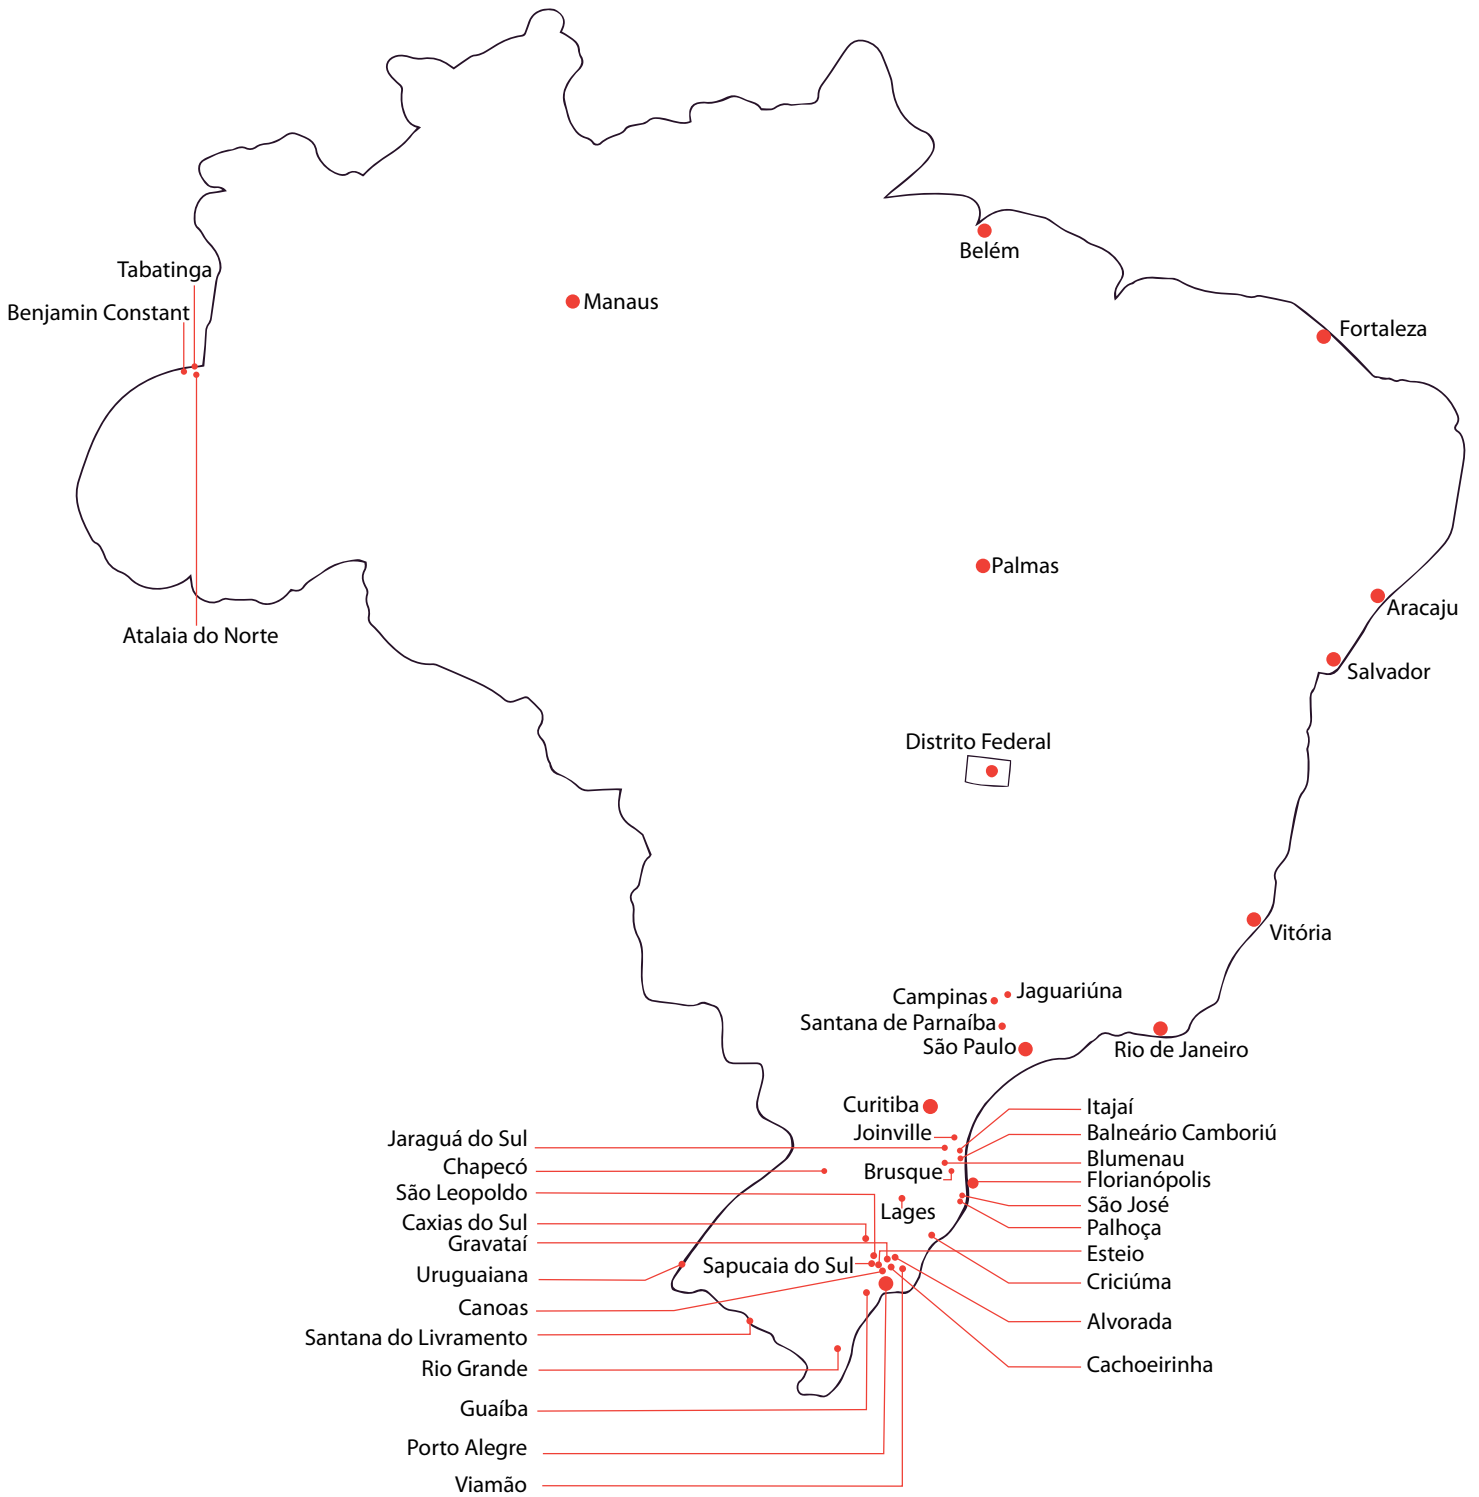 Belém
Tabatinga
Manaus
Benjamin Constant
Fortaleza
Palmas
Aracaju
Atalaia do Norte
Salvador
Distrito Federal
Vitória
Jaguariúna
Campinas
Santana de Parnaíba
São Paulo
Rio de Janeiro
Curitiba
Itajaí
Joinville
Balneário Camboriú
Jaraguá do Sul
Blumenau
Chapecó
Brusque
Florianópolis
São Leopoldo
São José
Lages
Caxias do Sul
Palhoça
Gravataí
Esteio
Sapucaia do Sul
Uruguaiana
Criciúma
Canoas
Alvorada
Santana do Livramento
Cachoeirinha
Rio Grande
Guaíba
Porto Alegre
Viamão